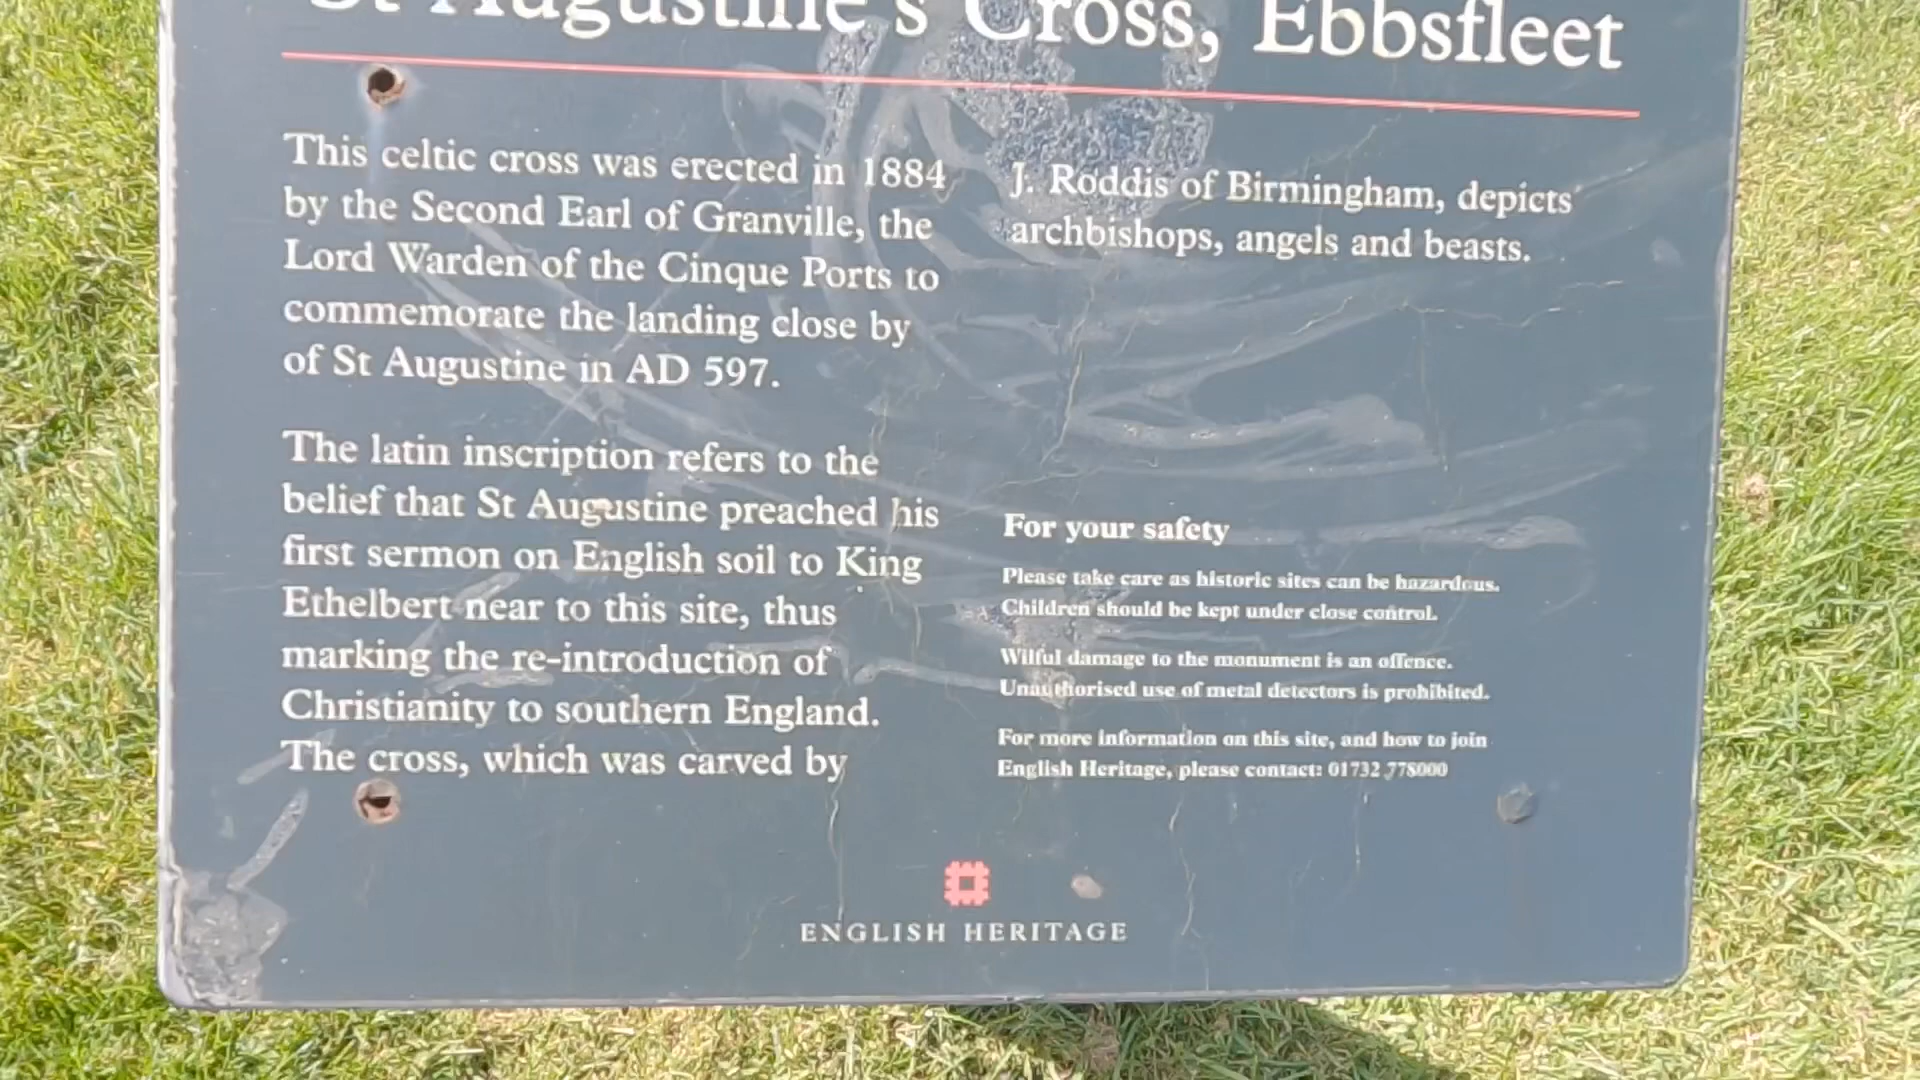 St Augustine's Cross, Ebbsfleet
This celtic cross was erected in 1884
by the Second Earl of Granville, the
Lord Warden of the Cinque Ports to
commemorate the landing close by
of St Augustine in AD 597.
The latin inscription refers to the
belief that St Augustine preached his
first sermon on English soil to King
Ethelbert near to this site, thus
marking the re-introduction of
Christianity to southern England.
The cross, which was carved by
J. Roddis of Birmingham, depicts
archbishops, angels and beasts.
For your safety
Please take care as historic sites can be hazardous.
Children should be kept under close control.
Wilful damage to the monument is an offence.
Unauthorised use of metal detectors is prohibited.
For more information on this site, and how to join
English Heritage, please contact: 01732 778000
ENGLISH HERITAGE